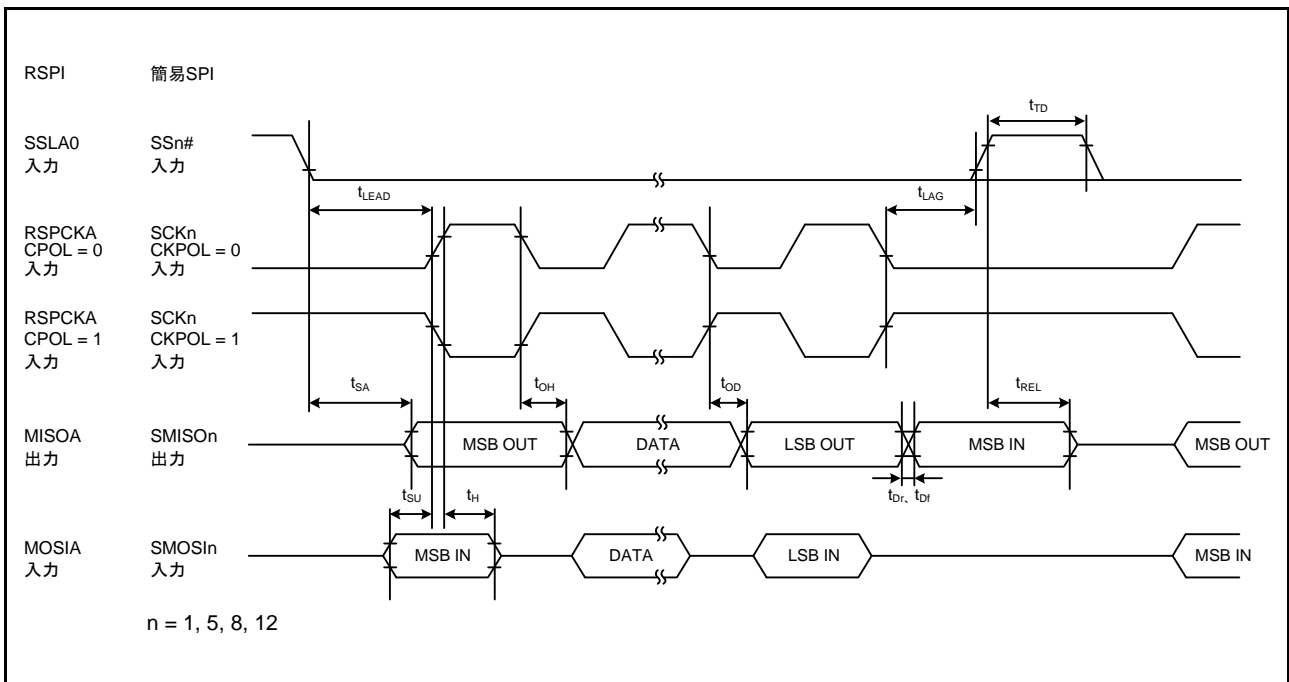 RSPI 簡易SPI
tTD
SSLA0 SSn#
入力 入力
tLEAD
tLAG
RSPCKA SCKn
CPOL = 0 CKPOL = 0
入力 入力
RSPCKA SCKn
CPOL = 1 CKPOL = 1
入力 入力
tSA tOH tOD tREL
MISOA SMISOn MSB OUT DATA LSB OUT MSB IN MSB OUT
出力 出力
tSU tH tDr、tDf
MOSIA SMOSIn MSB IN DATA LSB IN MSB IN
入力 入力
n = 1, 5, 8, 12